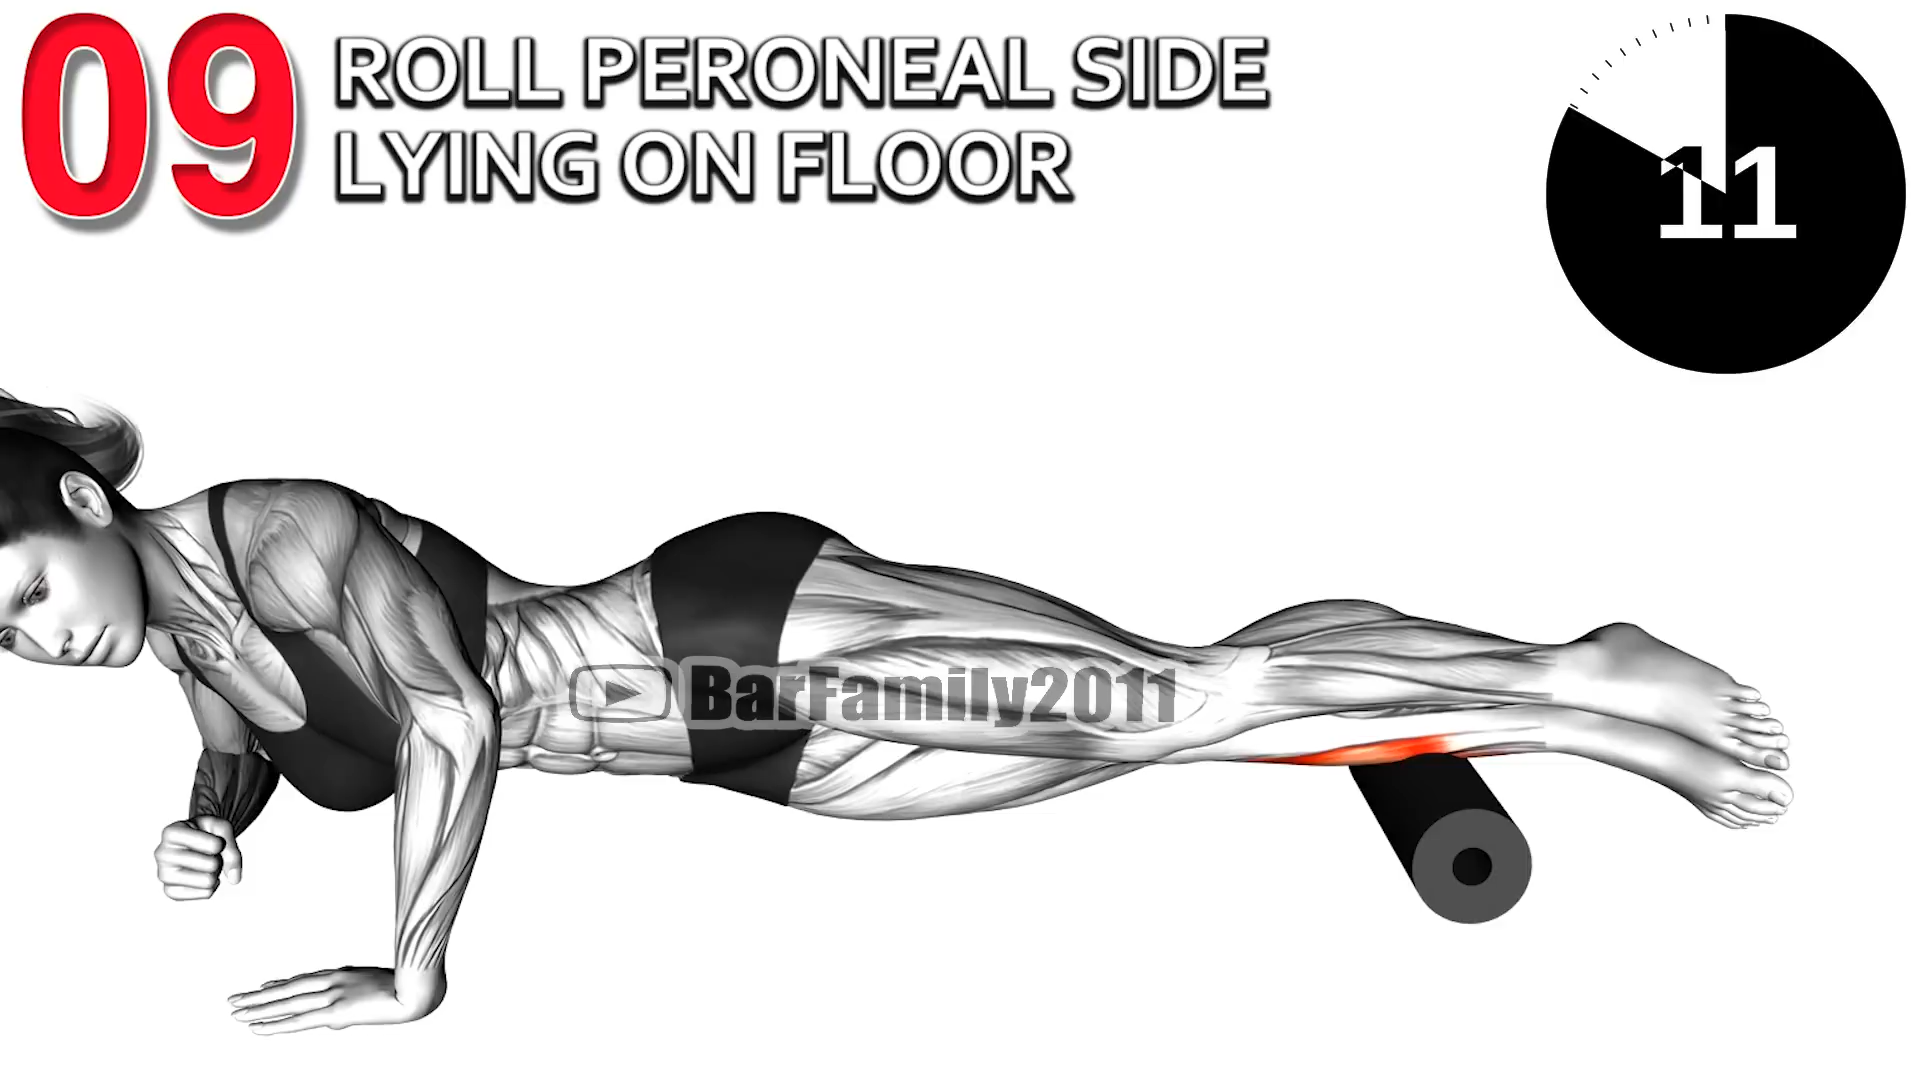 09
ROLL PERONEAL SIDE
LYING ON FLOOR
11
BarFamily2011